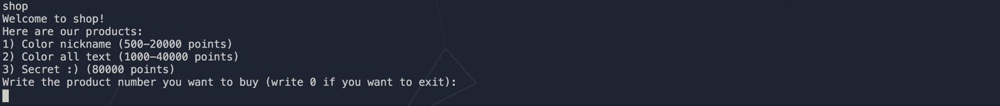 shop
Welcome to shop!
Here are our products:
1) Color nickname (500-20000 points)
2) Color all text (1000-40000 points)
3) Secret :) (80000 points)
Write the product number you want to buy (write 0 if you want to exit):